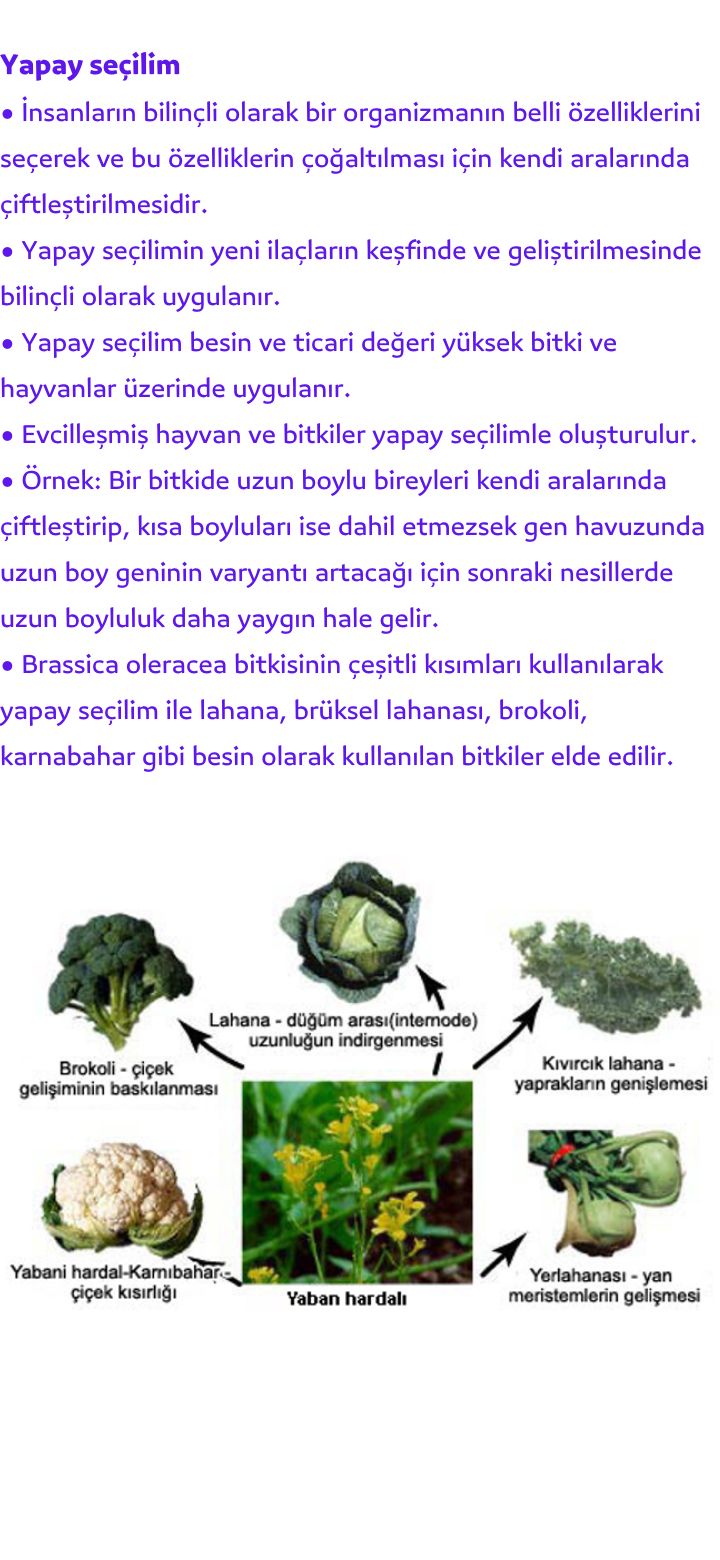 Yapay seçilim
• İnsanların bilinçli olarak bir organizmanın belli özelliklerini
seçerek ve bu özelliklerin çoğaltılması için kendi aralarında
çiftleştirilmesidir.
• Yapay seçilimin yeni ilaçların keşfinde ve geliştirilmesinde
bilinçli olarak uygulanır.
• Yapay seçilim besin ve ticari değeri yüksek bitki ve
hayvanlar üzerinde uygulanır.
• Evcilleşmiş hayvan ve bitkiler yapay seçilimle oluşturulur.
• Örnek: Bir bitkide uzun boylu bireyleri kendi aralarında
çiftleştirip, kısa boyluları ise dahil etmezsek gen havuzunda
uzun boy geninin varyantı artacağı için sonraki nesillerde
uzun boyluluk daha yaygın hale gelir.
• Brassica oleracea bitkisinin çeşitli kısımları kullanılarak
yapay seçilim ile lahana, brüksel lahanası, brokoli,
karnabahar gibi besin olarak kullanılan bitkiler elde edilir.
Lahana - düğüm arası(internode)
uzunluğun indirgenmesi
Brokoli - çiçek
gelişiminin baskılanması
Kıvırcık lahana -
yaprakların genişlemesi
Yabani hardal-Karnıbahar -
çiçek kısırlığı
Yaban hardalı
Yerlahanası - yan
meristemlerin gelişmesi